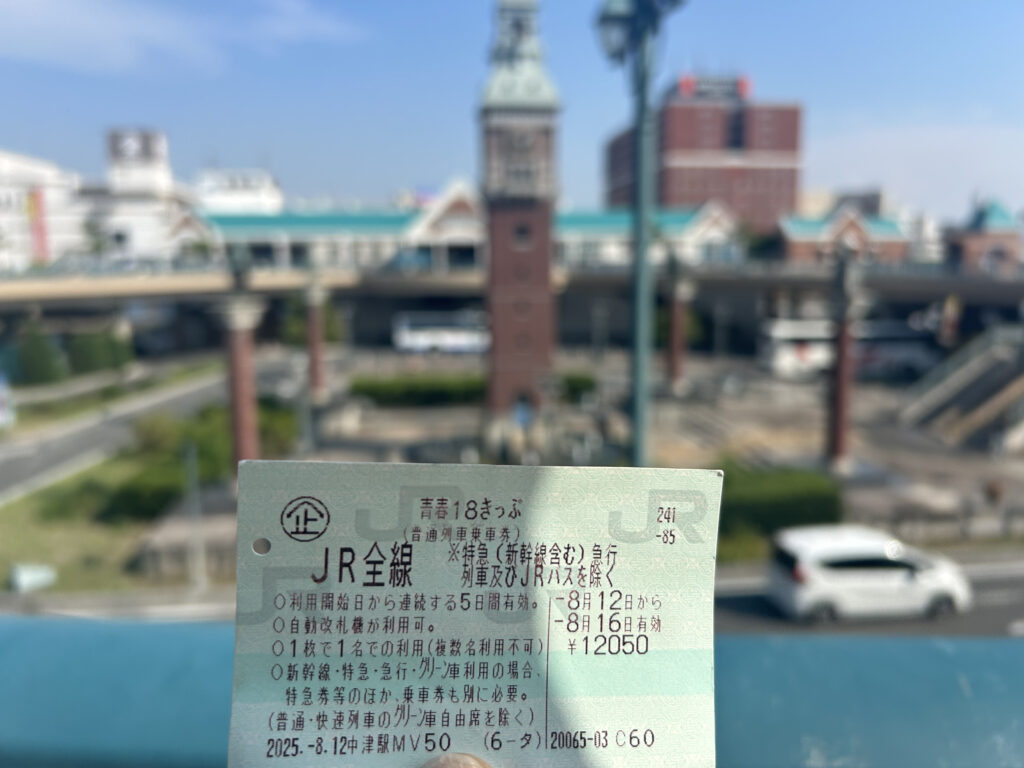 企 青春18きっぷ 241
(普通列車乗車券) -85
JR全線 ※特急(新幹線含む)急行
列車及びJRバスを除く
○利用開始日から連続する5日間有効。 -8月12日から
○自動改札機が利用可。 -8月16日有効
○1枚で1名での利用(複数名利用不可) ¥12050
○新幹線・特急・急行・グリーン車利用の場合、
特急券等のほか、乗車券も別に必要。
(普通・快速列車のグリーン車自由席を除く)
2025.-8.12中津駅MV50 (6-タ) 20065-03 C60